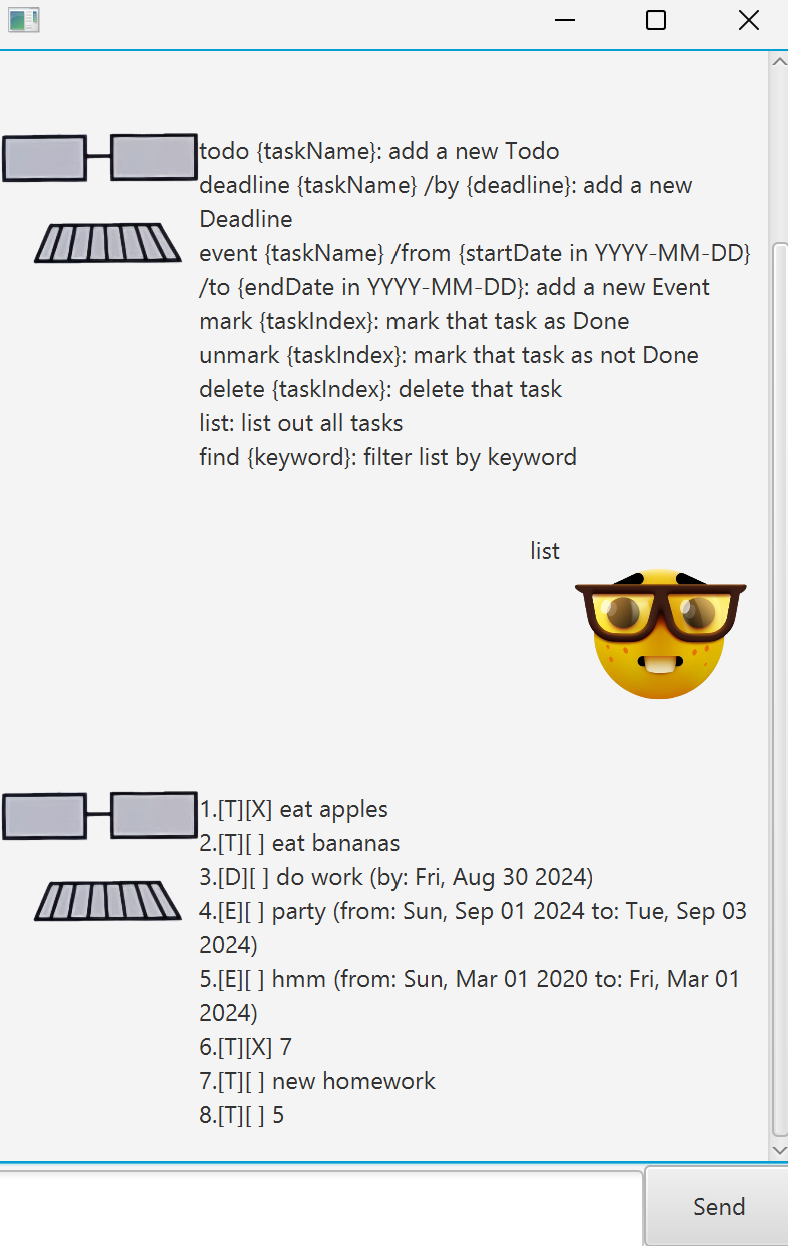 todo {taskName}: add a new Todo
deadline {taskName} /by {deadline}: add a new
Deadline
event {taskName} /from {startDate in YYYY-MM-DD}
/to {endDate in YYYY-MM-DD}: add a new Event
mark {taskIndex}: mark that task as Done
unmark {taskIndex}: mark that task as not Done
delete {taskIndex}: delete that task
list: list out all tasks
find {keyword}: filter list by keyword
list
1.[T][X] eat apples
2.[T][ ] eat bananas
3.[D][ ] do work (by: Fri, Aug 30 2024)
4.[E][ ] party (from: Sun, Sep 01 2024 to: Tue, Sep 03
2024)
5.[E][ ] hmm (from: Sun, Mar 01 2020 to: Fri, Mar 01
2024)
6.[T][X] 7
7.[T][ ] new homework
8.[T][ ] 5
Send